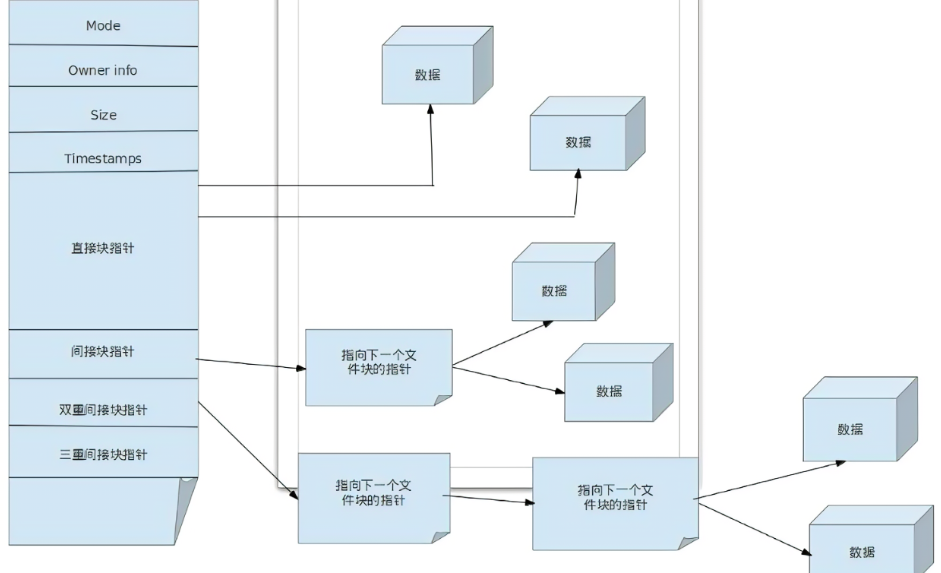 Mode
Owner info
Size
Timestamps
直接块指针
间接块指针
双重间接块指针
三重间接块指针
数据
数据
数据
指向下一个文
件块的指针
数据
指向下一个文
件块的指针
指向下一个文
件块的指针
数据
数据